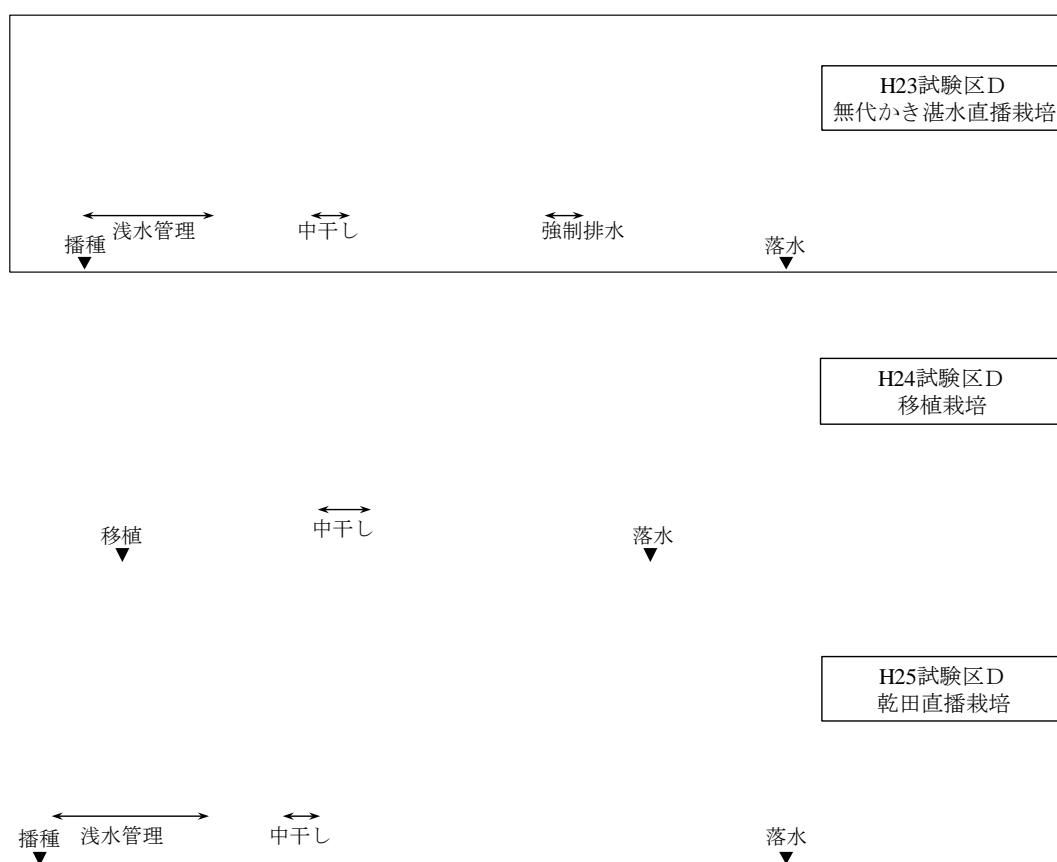 H23試験区D
無代かき湛水直播栽培
浅水管理
中干し
強制排水
播種
落水
H24試験区D
移植栽培
中干し
移植
落水
H25試験区D
乾田直播栽培
浅水管理
中干し
播種
落水